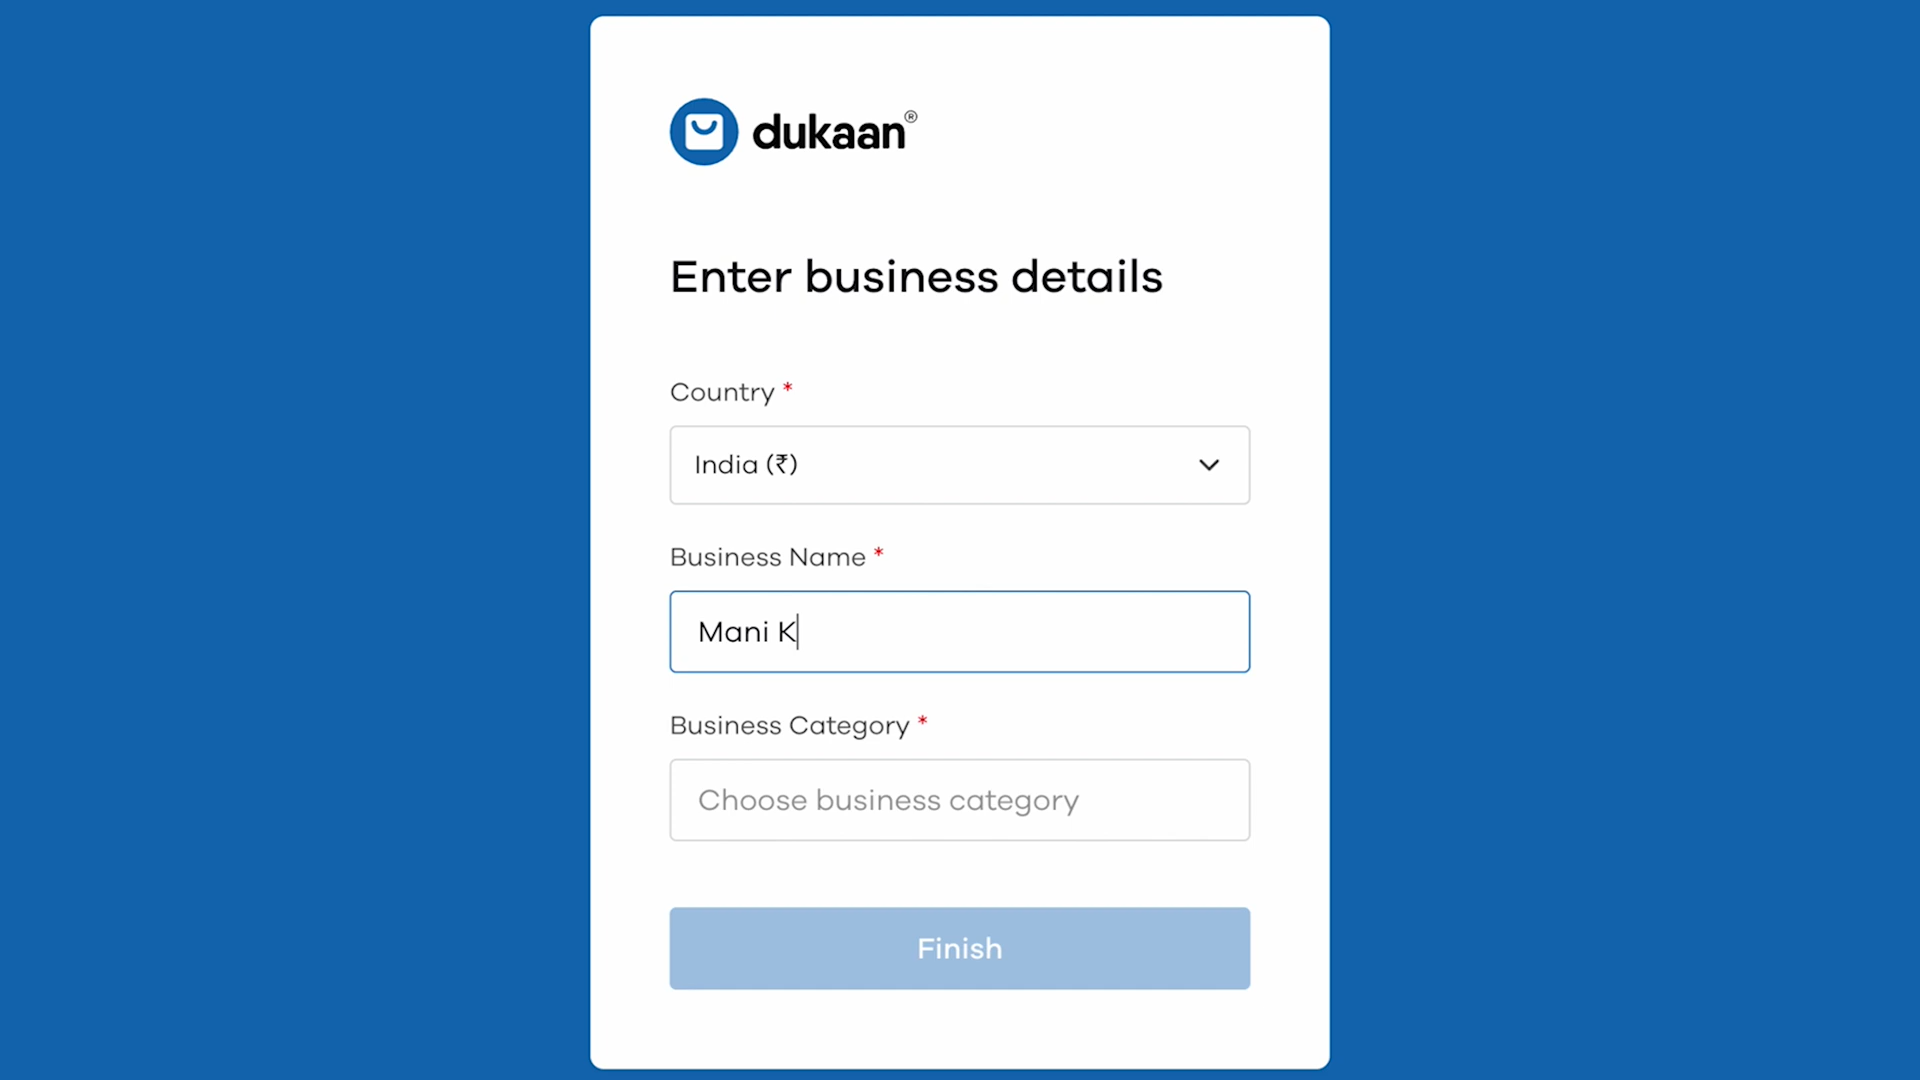 dukaan®
Enter business details
Country *
India (₹)
Business Name *
Mani K
Business Category *
Choose business category
Finish